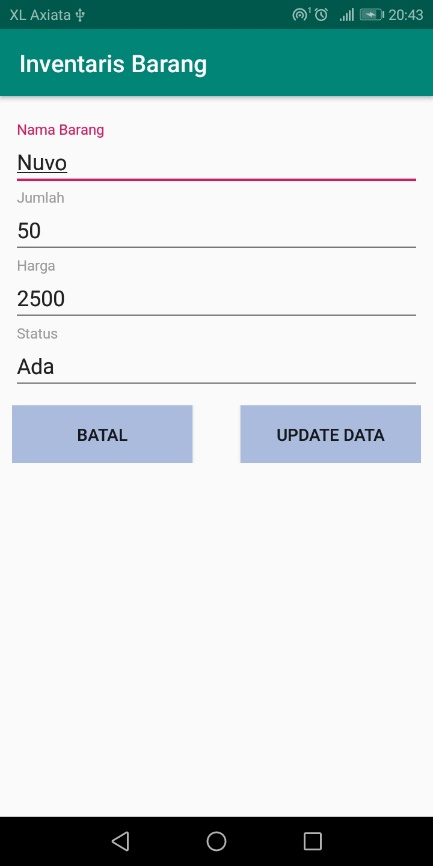 XL Axiata 20:43
Inventaris Barang
Nama Barang
Nuvo
Jumlah
50
Harga
2500
Status
Ada
BATAL UPDATE DATA